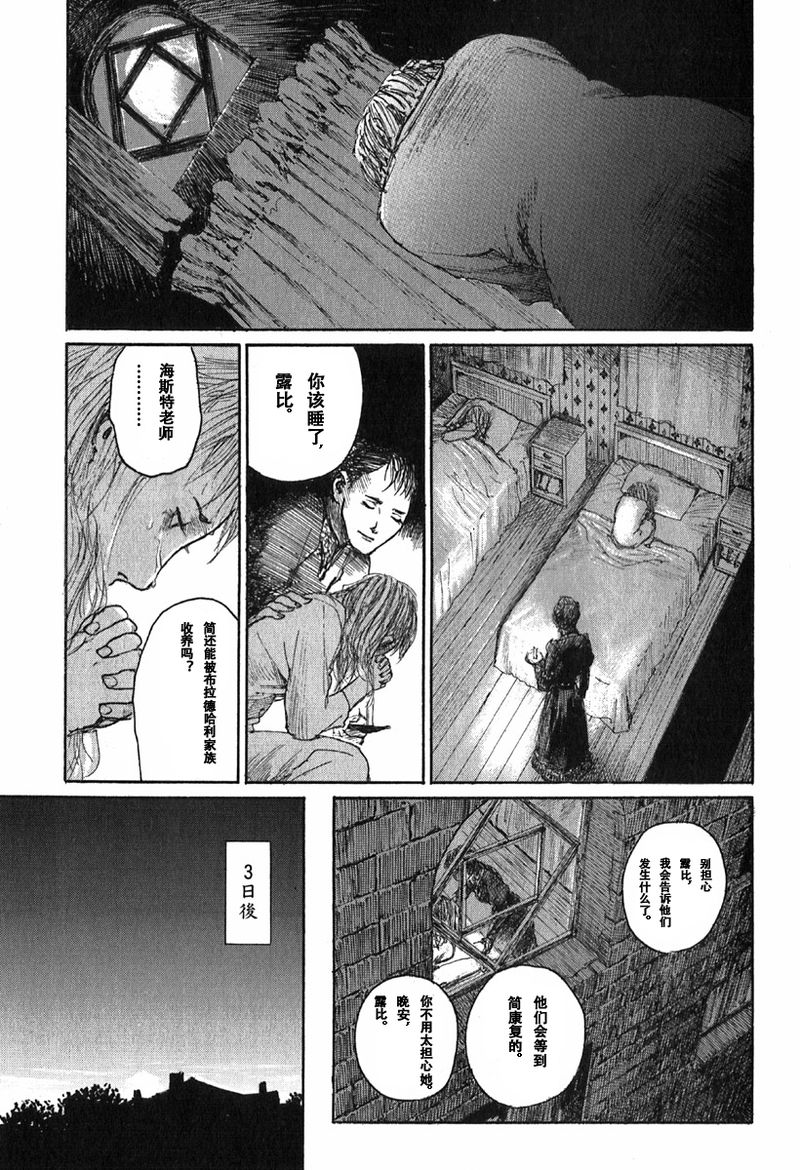 你该睡了，
露比。
海斯特老师
…………
简还能被布拉德哈利家族
收养吗？
别担心
露比，
我会告诉他们
发生什么了。
他们会等到
简康复的。
你不用太担心她。
晚安，
露比。
3日後